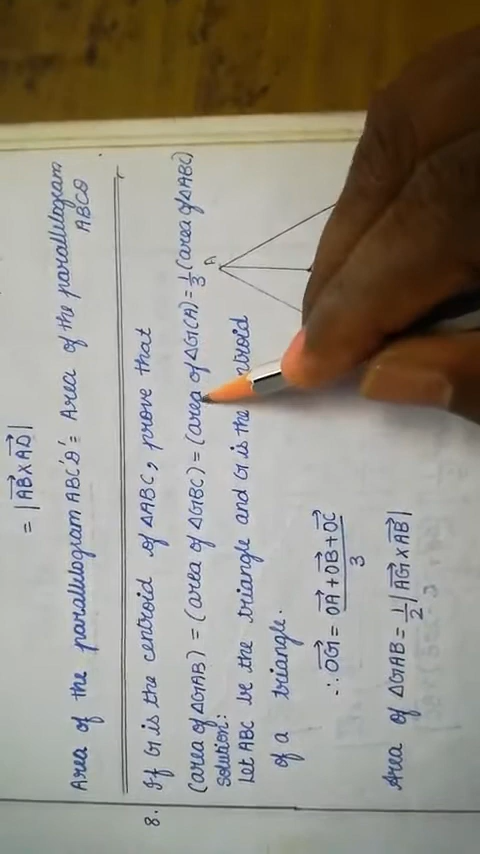 = |AB⃗ X AD⃗|
Area of the parallelogram ABC'D' = Area of the parallelogram
ABCD
8. If G is the centroid of ΔABC, prove that
(area of ΔGAB) = (area of ΔGBC) = (area of ΔGCA) = 1/3 (area of ΔABC)
Solution:
Let ABC be the triangle and G is the
of a triangle.
A
∴ OG⃗ = (OA⃗ + OB⃗ + OC⃗)/3
Area of ΔGAB = 1/2 |AG⃗ X AB⃗|